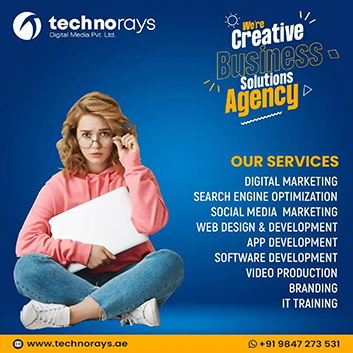 technorays
Digital Media Pvt. Ltd.
We're
Creative
Business
Solutions
Agency
OUR SERVICES
DIGITAL MARKETING
SEARCH ENGINE OPTIMIZATION
SOCIAL MEDIA MARKETING
WEB DESIGN & DEVELOPMENT
APP DEVELOPMENT
SOFTWARE DEVELOPMENT
VIDEO PRODUCTION
BRANDING
IT TRAINING
www.technorays.ae
+91 9847 273 531